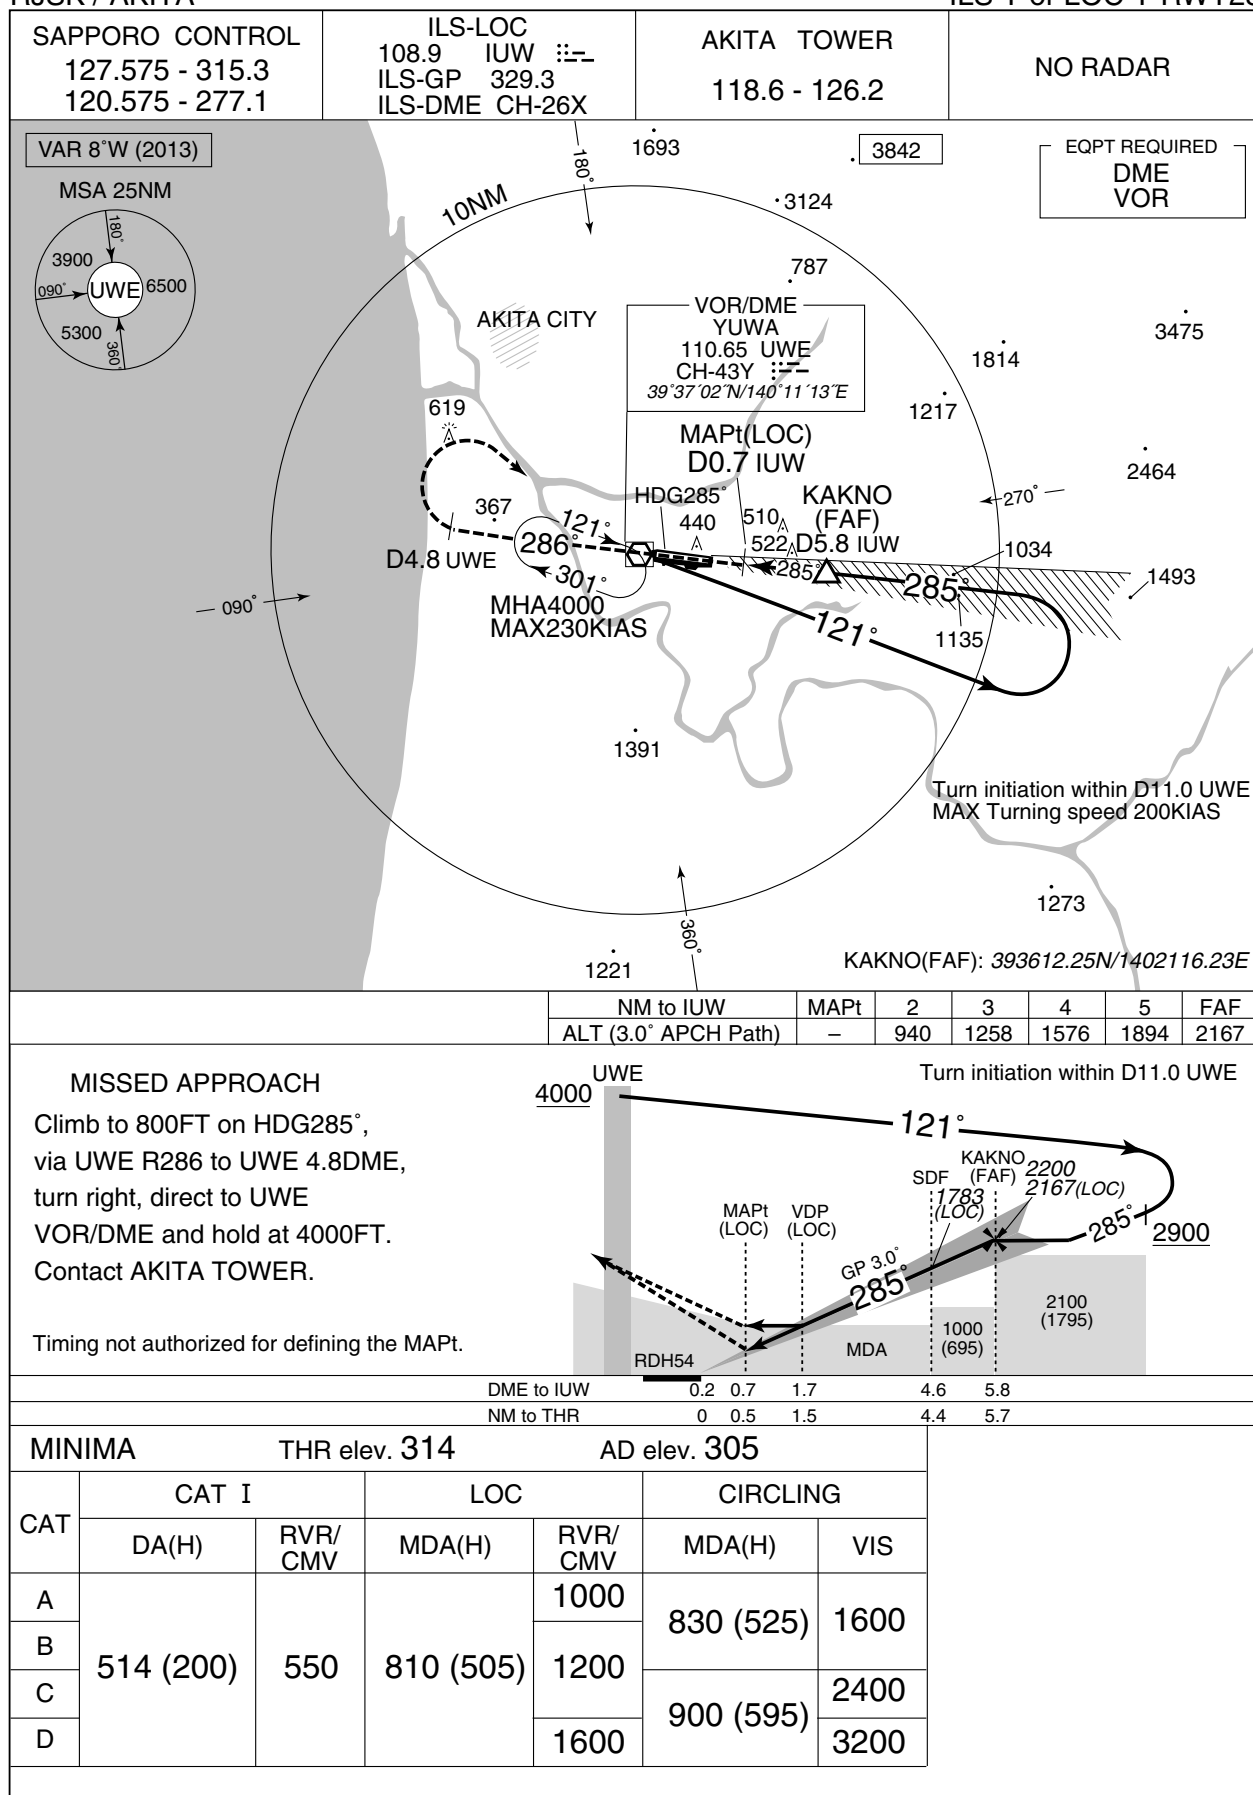 SAPPORO CONTROL
127.575 - 315.3
120.575 - 277.1
ILS-LOC
108.9 IUW
ILS-GP 329.3
ILS-DME CH-26X
AKITA TOWER
118.6 - 126.2
NO RADAR
VAR 8°W (2013)
MSA 25NM
180°
3900
090°
UWE
6500
5300
360°
EQPT REQUIRED
DME
VOR
180°
1693
3842
10NM
3124
787
AKITA CITY
VOR/DME
YUWA
110.65 UWE
CH-43Y
39°37´02˝N/140°11´13˝E
3475
1814
1217
619
MAPt(LOC)
D0.7 IUW
2464
HDG285°
KAKNO
(FAF)
D5.8 IUW
270°
367
121°
440
510
522
286°
D4.8 UWE
285°
1034
301°
285°
1493
090°
MHA4000
MAX230KIAS
121°
1135
1391
Turn initiation within D11.0 UWE
MAX Turning speed 200KIAS
1273
360°
1221
KAKNO(FAF): 393612.25N/1402116.23E
NM to IUW MAPt 2 3 4 5 FAF
ALT (3.0° APCH Path) – 940 1258 1576 1894 2167
MISSED APPROACH
Climb to 800FT on HDG285°,
via UWE R286 to UWE 4.8DME,
turn right, direct to UWE
VOR/DME and hold at 4000FT.
Contact AKITA TOWER.
Timing not authorized for defining the MAPt.
UWE
Turn initiation within D11.0 UWE
4000
121°
KAKNO
(FAF)
2200
2167(LOC)
SDF
1783
(LOC)
MAPt
(LOC)
VDP
(LOC)
285°
2900
GP 3.0°
285°
2100
(1795)
1000
(695)
MDA
RDH54
DME to IUW 0.2 0.7 1.7 4.6 5.8
NM to THR 0 0.5 1.5 4.4 5.7
MINIMA THR elev. 314 AD elev. 305
CAT CAT I LOC CIRCLING
DA(H) RVR/CMV MDA(H) RVR/CMV MDA(H) VIS
A 514 (200) 550 810 (505) 1000 830 (525) 1600
B 1200
C 900 (595) 2400
D 1600 3200